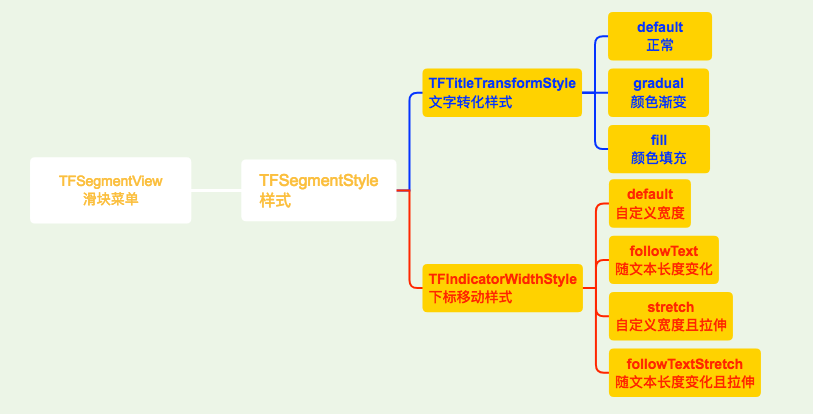 TFSegmentView
滑块菜单
TFSegmentStyle
样式
TFTitleTransformStyle
文字转化样式
default
正常
gradual
颜色渐变
fill
颜色填充
TFIndicatorWidthStyle
下标移动样式
default
自定义宽度
followText
随文本长度变化
stretch
自定义宽度且拉伸
followTextStretch
随文本长度变化且拉伸